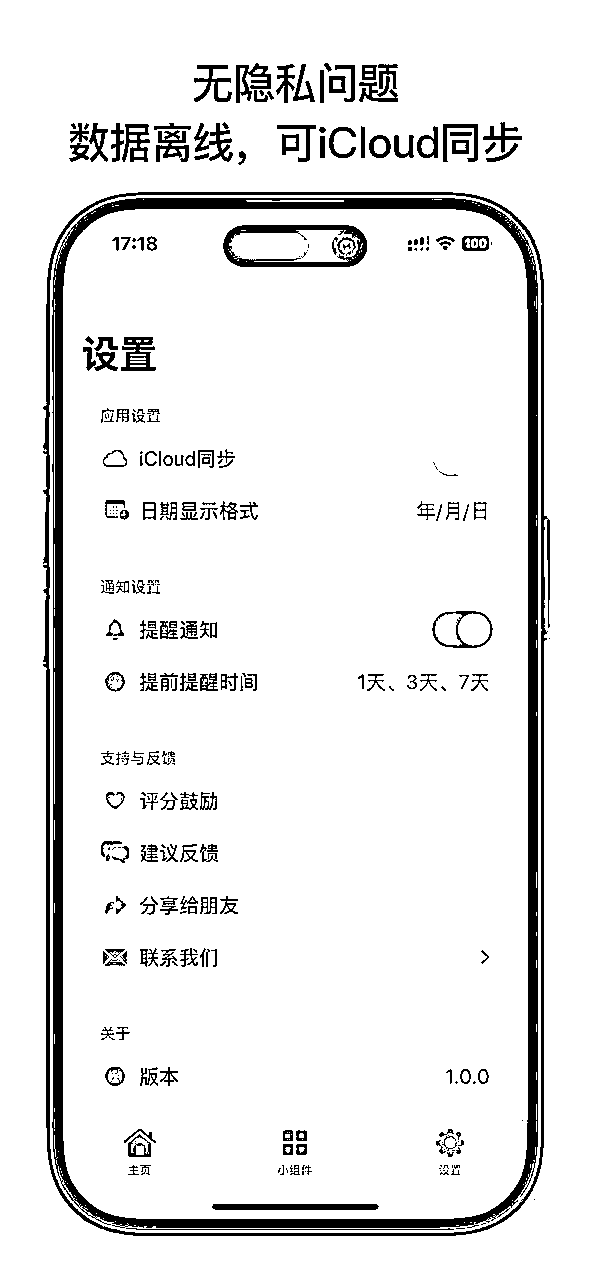 无隐私问题
数据离线，可iCloud同步
17:18
100
设置
应用设置
iCloud同步
日期显示格式 年/月/日
通知设置
提醒通知
提前提醒时间 1天、3天、7天
支持与反馈
评分鼓励
建议反馈
分享给朋友
联系我们
关于
版本 1.0.0
主页 小组件 设置